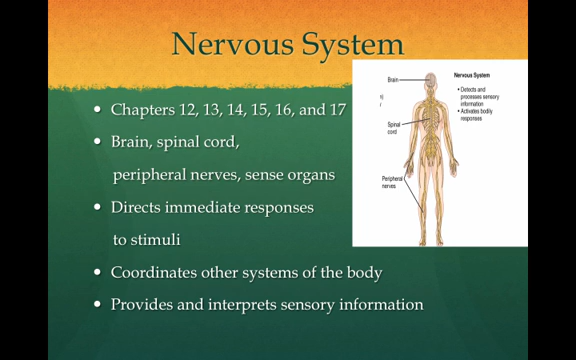 Nervous System
• Chapters 12, 13, 14, 15, 16, and 17
• Brain, spinal cord,
peripheral nerves, sense organs
• Directs immediate responses
to stimuli
• Coordinates other systems of the body
• Provides and interprets sensory information
Brain
Spinal
cord
Peripheral
nerves
Nervous System
• Detects and
processes sensory
information
• Activates bodily
responses